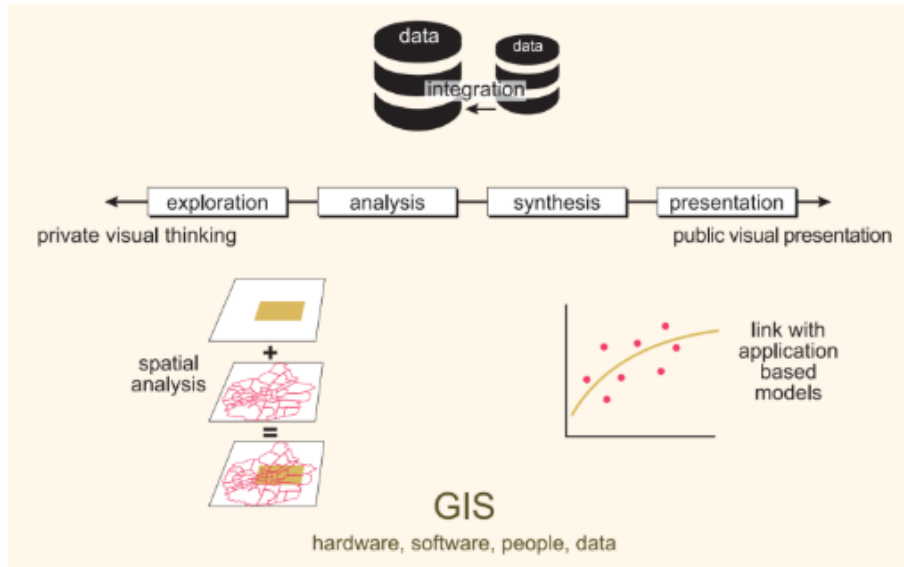 data
data
integration
exploration
analysis
synthesis
presentation
private visual thinking
public visual presentation
spatial
analysis
+
=
link with
application
based
models
GIS
hardware, software, people, data